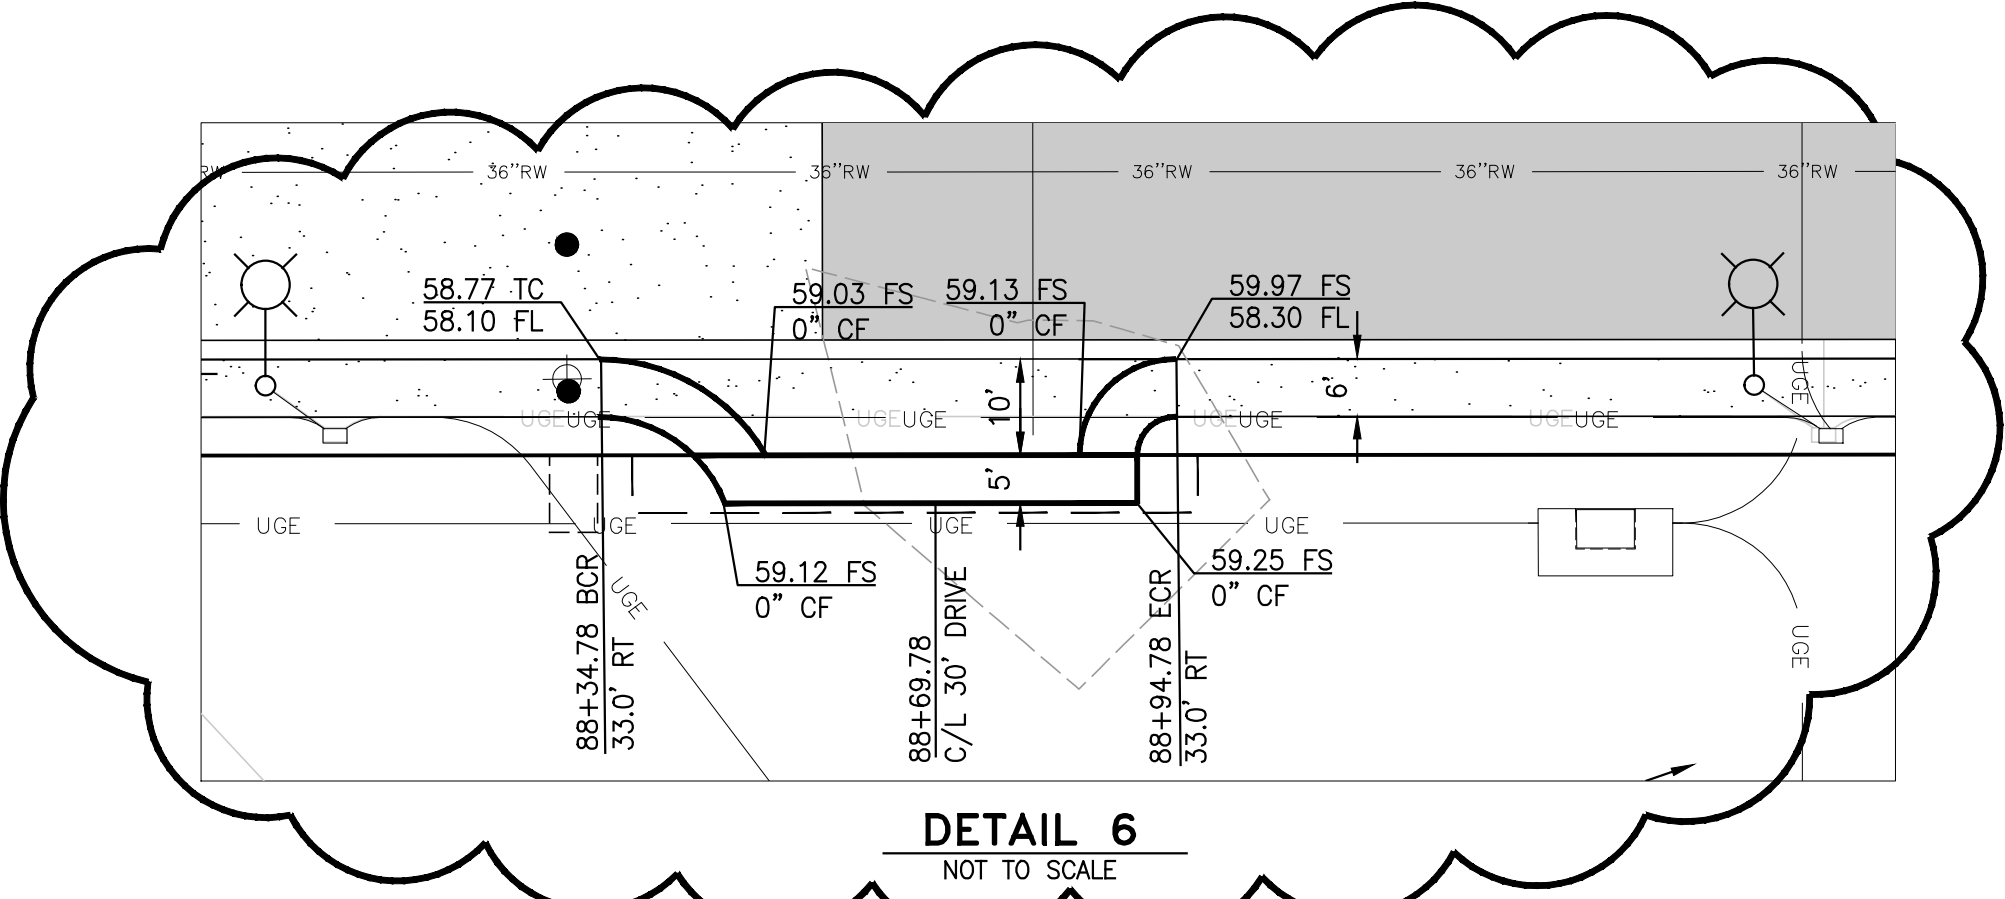 RW
36"RW
36"RW
36"RW
36"RW
36"RW
58.77 TC
58.10 FL
59.03 FS
0" CF
59.13 FS
0" CF
59.97 FS
58.30 FL
10'
6'
UGE
UGEUGE
UGEUGE
UGEUGE
UGEUGE
5'
UGE
UGE
UGE
UGE
59.12 FS
0" CF
59.25 FS
0" CF
UGE
UGE
88+34.78 BCR
33.0' RT
88+69.78
C/L 30' DRIVE
88+94.78 ECR
33.0' RT
DETAIL 6
NOT TO SCALE